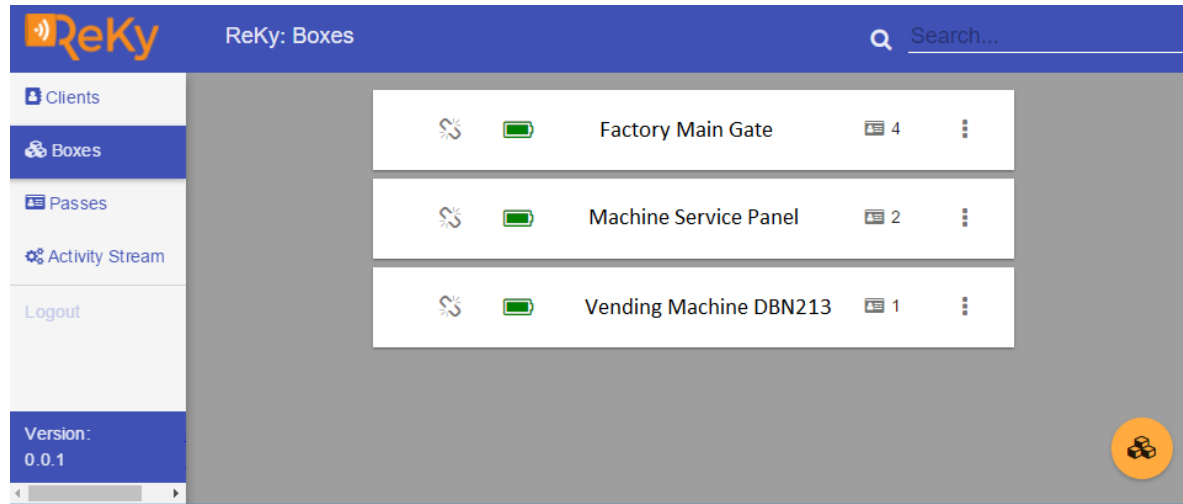 ReKy
ReKy: Boxes
Search...
Clients
Boxes
Passes
Activity Stream
Logout
Version:
0.0.1
Factory Main Gate 4
Machine Service Panel 2
Vending Machine DBN213 1